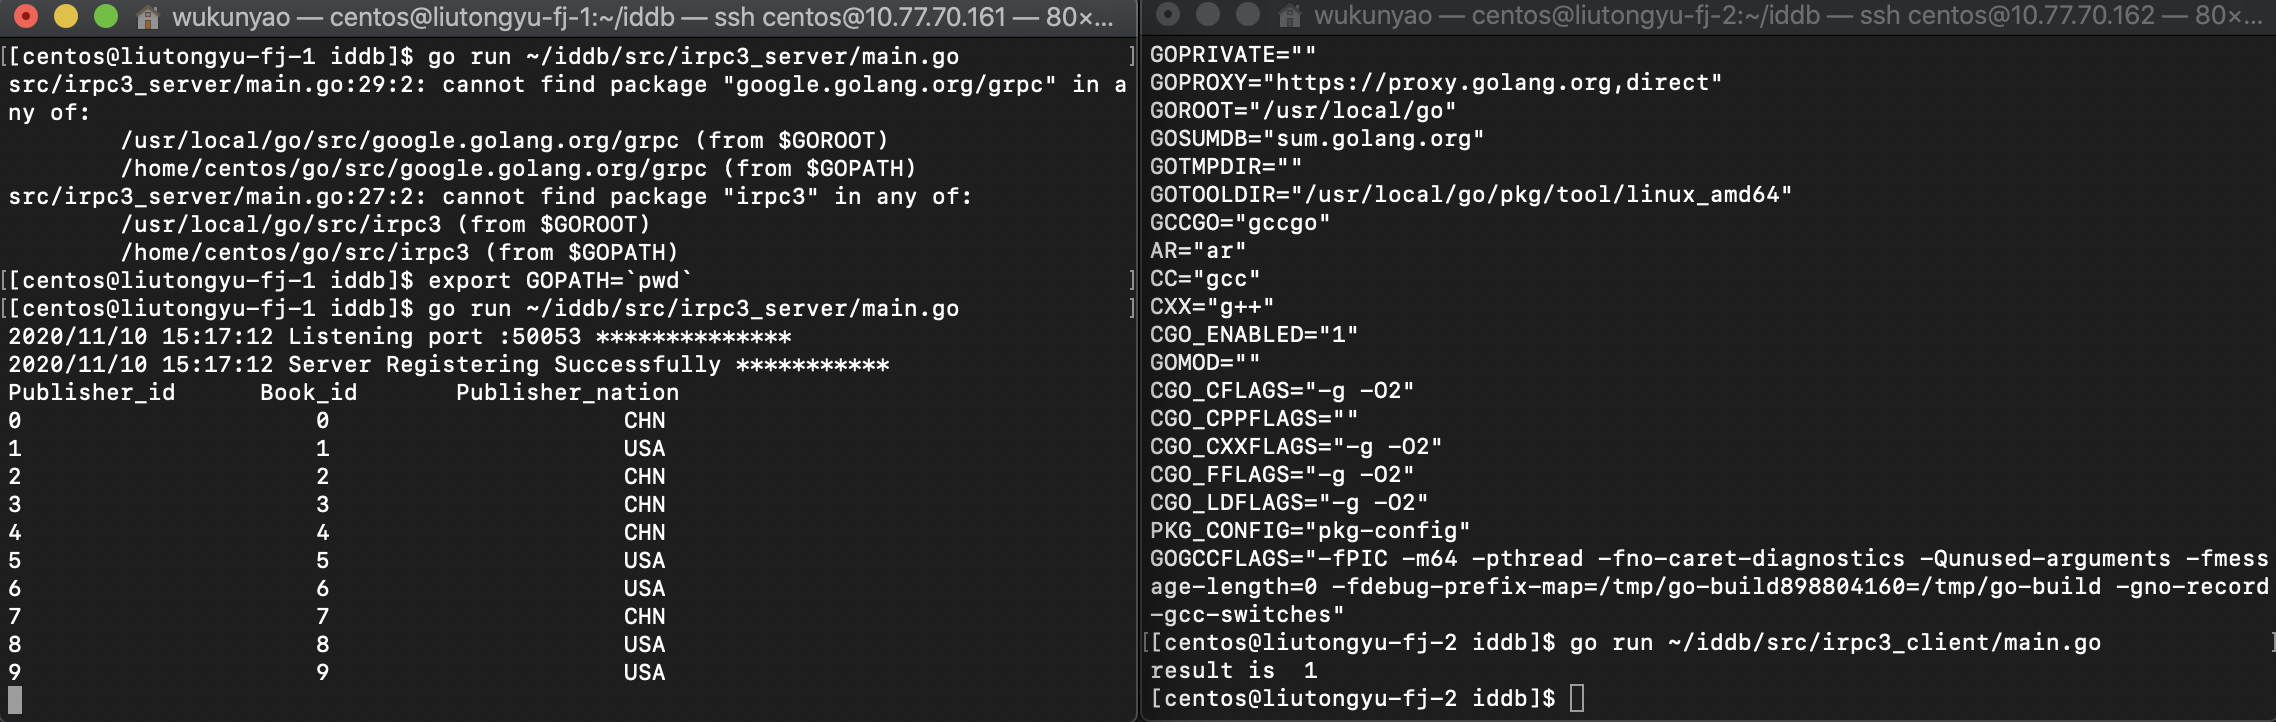 wukunyao — centos@liutongyu-fj-1:~/iddb — ssh centos@10.77.70.161 — 80×...
[[centos@liutongyu-fj-1 iddb]$ go run ~/iddb/src/irpc3_server/main.go ]
src/irpc3_server/main.go:29:2: cannot find package "google.golang.org/grpc" in a
ny of:
/usr/local/go/src/google.golang.org/grpc (from $GOROOT)
/home/centos/go/src/google.golang.org/grpc (from $GOPATH)
src/irpc3_server/main.go:27:2: cannot find package "irpc3" in any of:
/usr/local/go/src/irpc3 (from $GOROOT)
/home/centos/go/src/irpc3 (from $GOPATH)
[[centos@liutongyu-fj-1 iddb]$ export GOPATH=`pwd` ]
[[centos@liutongyu-fj-1 iddb]$ go run ~/iddb/src/irpc3_server/main.go ]
2020/11/10 15:17:12 Listening port :50053 **************
2020/11/10 15:17:12 Server Registering Successfully ***********
Publisher_id Book_id Publisher_nation
0 0 CHN
1 1 USA
2 2 CHN
3 3 CHN
4 4 CHN
5 5 USA
6 6 USA
7 7 CHN
8 8 USA
9 9 USA
wukunyao — centos@liutongyu-fj-2:~/iddb — ssh centos@10.77.70.162 — 80×...
GOPRIVATE=""
GOPROXY="https://proxy.golang.org,direct"
GOROOT="/usr/local/go"
GOSUMDB="sum.golang.org"
GOTMPDIR=""
GOTOOLDIR="/usr/local/go/pkg/tool/linux_amd64"
GCCGO="gccgo"
AR="ar"
CC="gcc"
CXX="g++"
CGO_ENABLED="1"
GOMOD=""
CGO_CFLAGS="-g -O2"
CGO_CPPFLAGS=""
CGO_CXXFLAGS="-g -O2"
CGO_FFLAGS="-g -O2"
CGO_LDFLAGS="-g -O2"
PKG_CONFIG="pkg-config"
GOGCCFLAGS="-fPIC -m64 -pthread -fno-caret-diagnostics -Qunused-arguments -fmess
age-length=0 -fdebug-prefix-map=/tmp/go-build898804160=/tmp/go-build -gno-record
-gcc-switches"
[[centos@liutongyu-fj-2 iddb]$ go run ~/iddb/src/irpc3_client/main.go ]
result is  1
[centos@liutongyu-fj-2 iddb]$